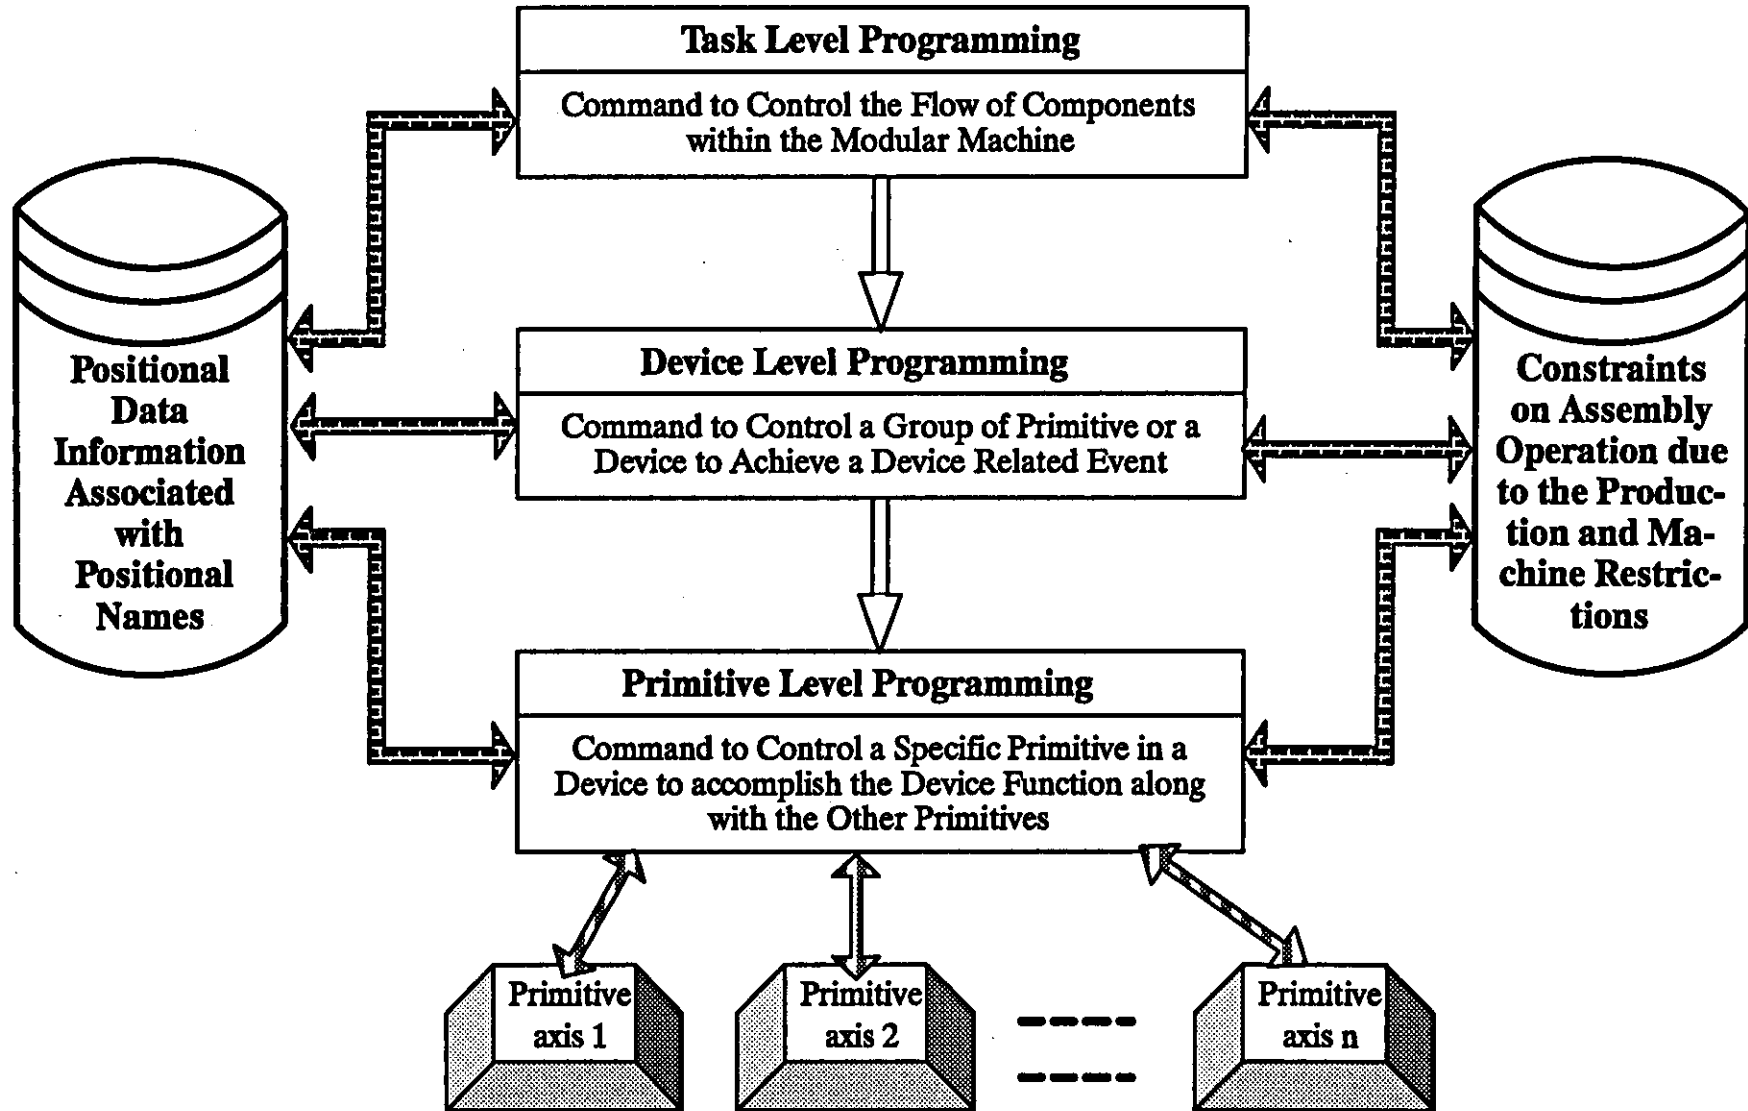 Task Level Programming
Command to Control the Flow of Components
within the Modular Machine
Positional
Data
Information
Associated
with
Positional
Names
Device Level Programming
Command to Control a Group of Primitive or a
Device to Achieve a Device Related Event
Constraints
on Assembly
Operation due
to the Produc-
tion and Ma-
chine Restric-
tions
Primitive Level Programming
Command to Control a Specific Primitive in a
Device to accomplish the Device Function along
with the Other Primitives
Primitive
axis 1
Primitive
axis 2
Primitive
axis n